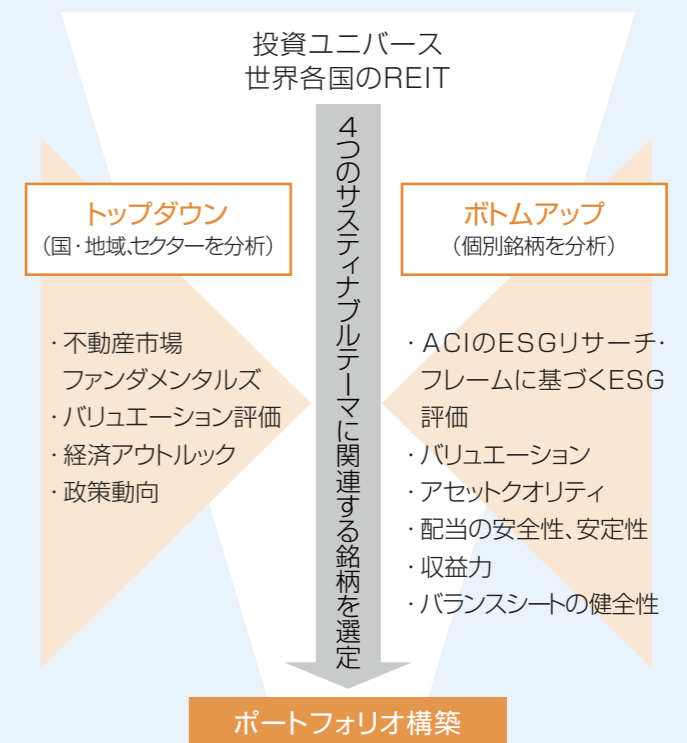 投資ユニバース
世界各国のREIT
4つのサスティナブルテーマに関連する銘柄を選定
トップダウン
（国・地域、セクターを分析）
・不動産市場
ファンダメンタルズ
・バリュエーション評価
・経済アウトルック
・政策動向
ボトムアップ
（個別銘柄を分析）
・ACIのESGリサーチ・
フレームに基づくESG
評価
・バリュエーション
・アセットクオリティ
・配当の安全性、安定性
・収益力
・バランスシートの健全性
ポートフォリオ構築